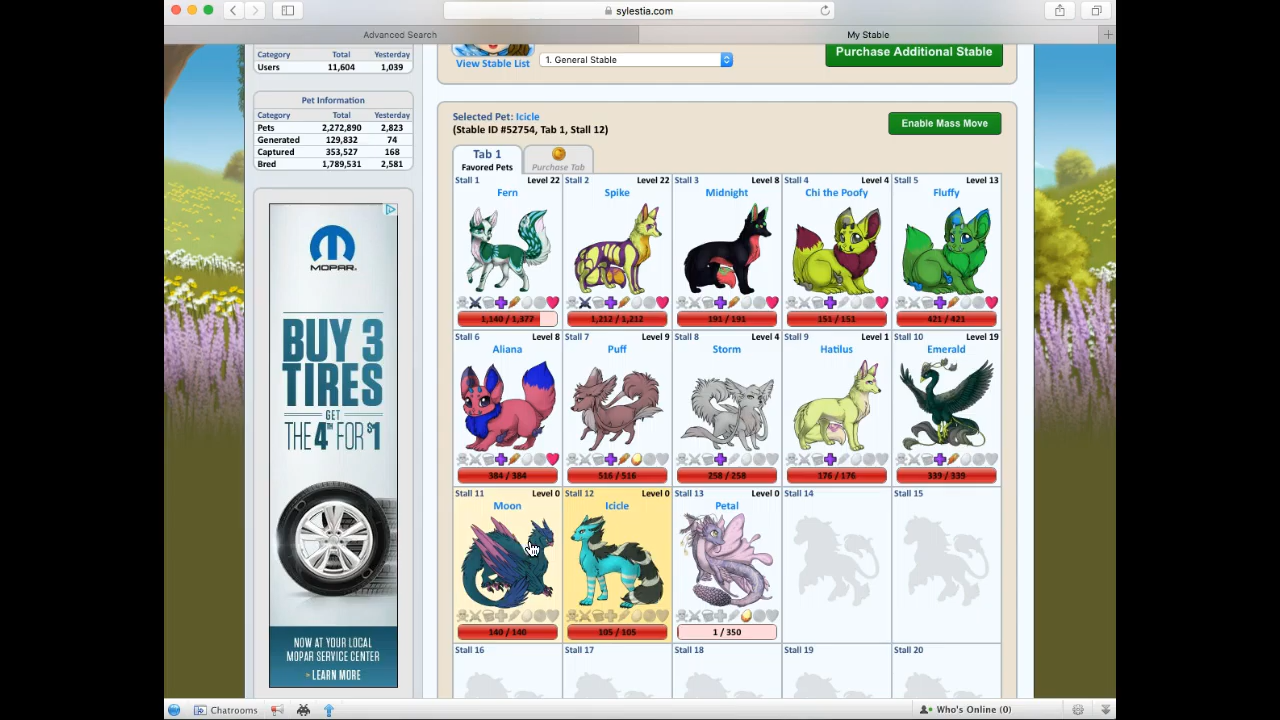 sylestia.com
Advanced Search
My Stable
Category Total Yesterday
Users 11,604 1,039
View Stable List
1. General Stable
Purchase Additional Stable
Pet Information
Category Total Yesterday
Pets 2,272,890 2,823
Generated 129,832 74
Captured 353,527 168
Bred 1,789,531 2,581
Selected Pet: Icicle
(Stable ID #52754, Tab 1, Stall 12)
Enable Mass Move
Tab 1
Favored Pets
Purchase Tab
Stall 1 Level 22
Fern
1,140 / 1,377
Stall 2 Level 22
Spike
1,212 / 1,212
Stall 3 Level 8
Midnight
191 / 191
Stall 4 Level 4
Chi the Poofy
151 / 151
Stall 5 Level 13
Fluffy
421 / 421
Stall 6 Level 8
Aliana
384 / 384
Stall 7 Level 9
Puff
516 / 516
Stall 8 Level 4
Storm
258 / 258
Stall 9 Level 1
Hatilus
176 / 176
Stall 10 Level 19
Emerald
339 / 339
Stall 11 Level 0
Moon
140 / 140
Stall 12 Level 0
Icicle
105 / 105
Stall 13 Level 0
Petal
1 / 350
Stall 14
Stall 15
Stall 16
Stall 17
Stall 18
Stall 19
Stall 20
MOPAR
BUY 3
TIRES
GET
THE 4TH FOR $1
NOW AT YOUR LOCAL
MOPAR SERVICE CENTER
LEARN MORE
Chatrooms
Who's Online (0)